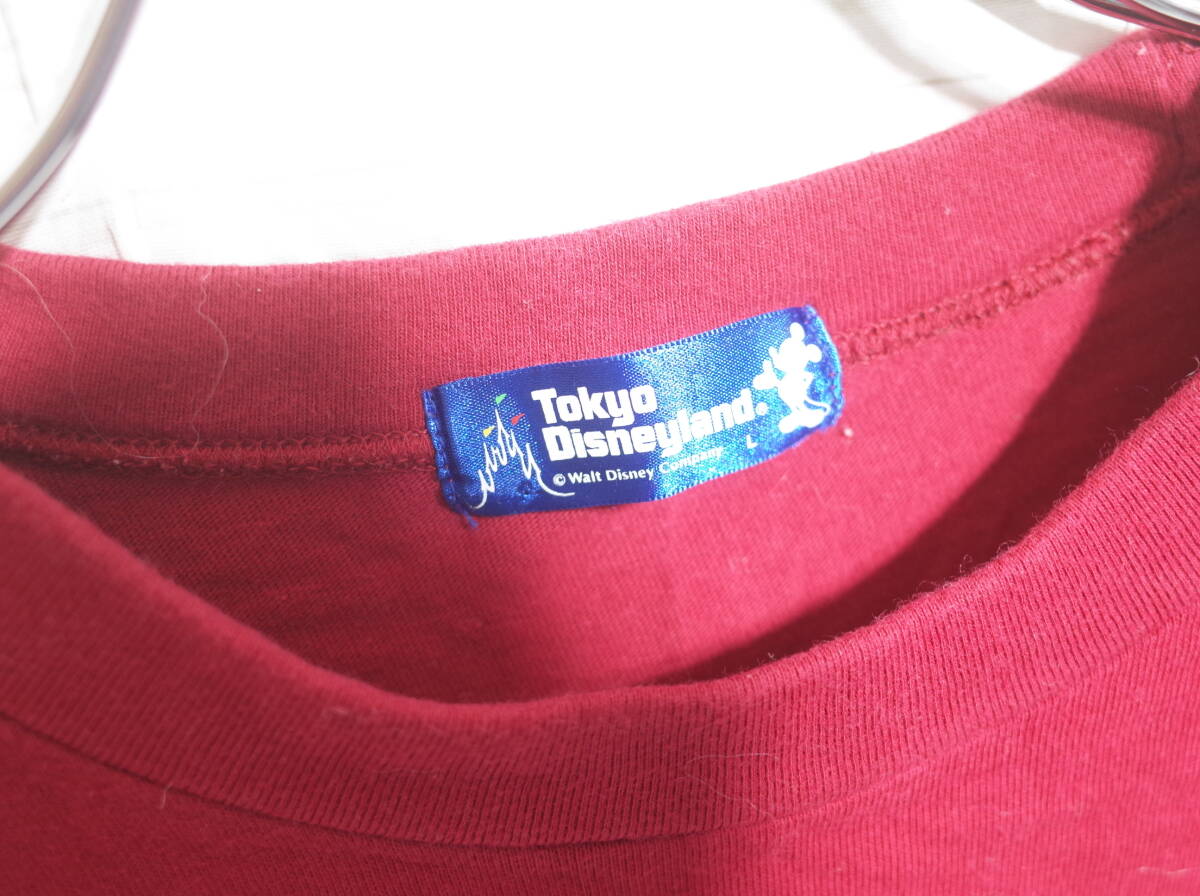 Tokyo
Disneyland®
© Walt Disney Company L